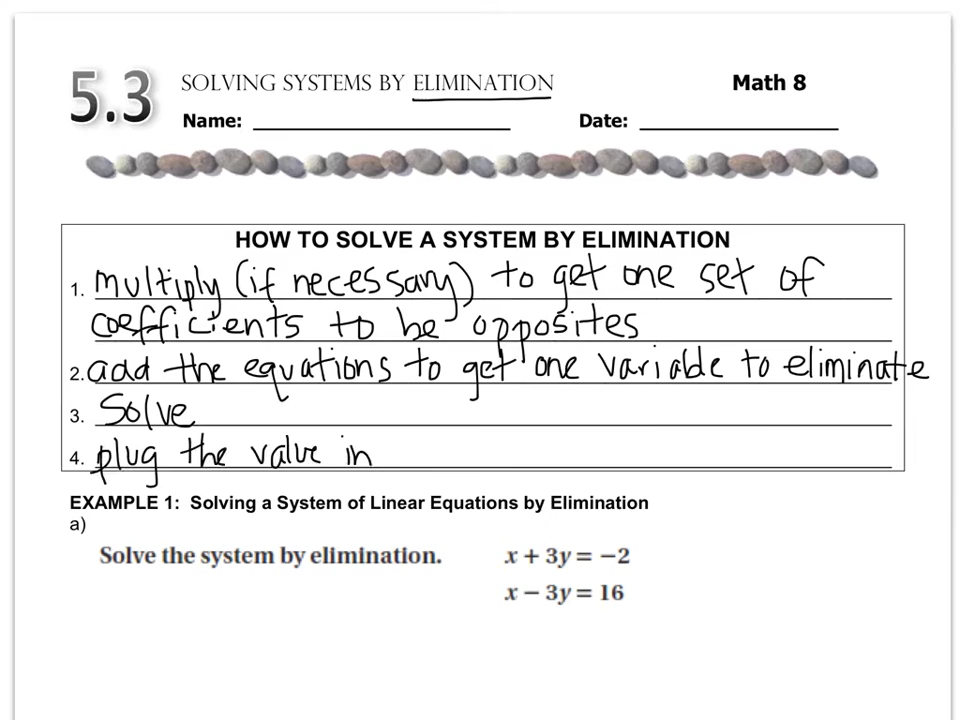 5.3 SOLVING SYSTEMS BY ELIMINATION Math 8
Name: Date:
HOW TO SOLVE A SYSTEM BY ELIMINATION
1. multiply (if necessary) to get one set of
coefficients to be opposites
2. add the equations to get one variable to eliminate
3. Solve
4. plug the value in
EXAMPLE 1: Solving a System of Linear Equations by Elimination
a)
Solve the system by elimination. x + 3y = −2
x − 3y = 16